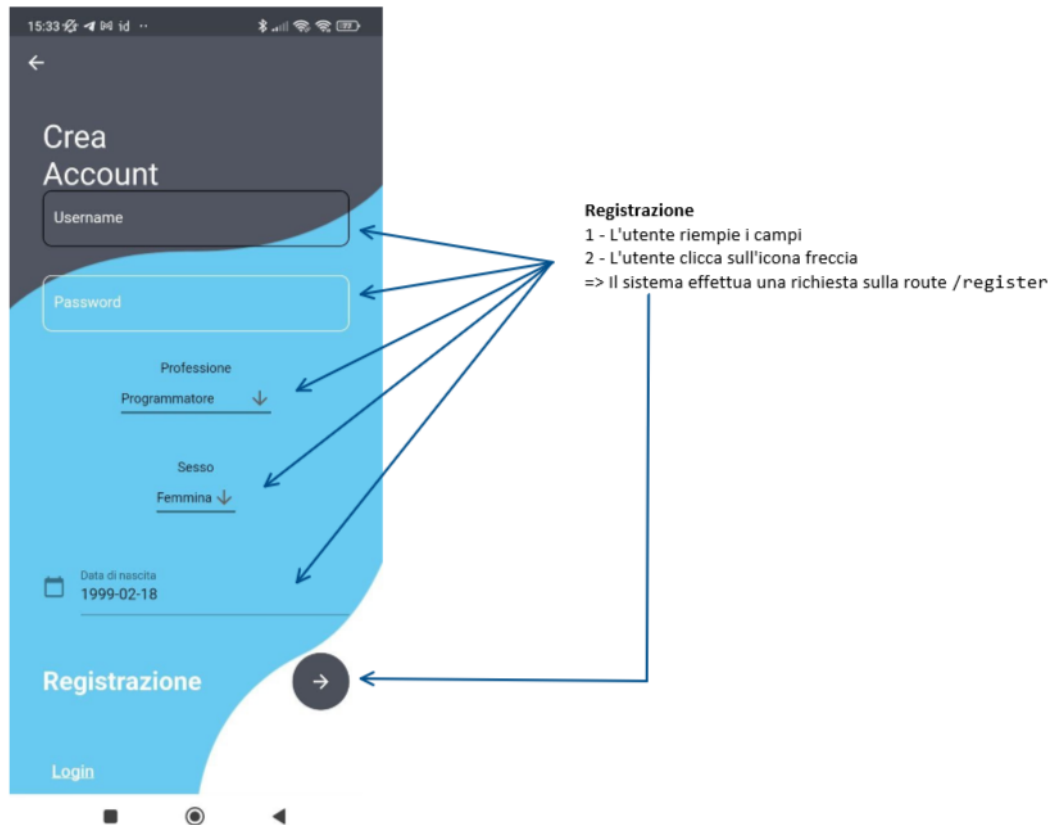 15:33 id ··
Crea
Account
Username
Password
Professione
Programmatore
Sesso
Femmina
Data di nascita
1999-02-18
Registrazione
Login
Registrazione
1 - L'utente riempie i campi
2 - L'utente clicca sull'icona freccia
=> Il sistema effettua una richiesta sulla route /register